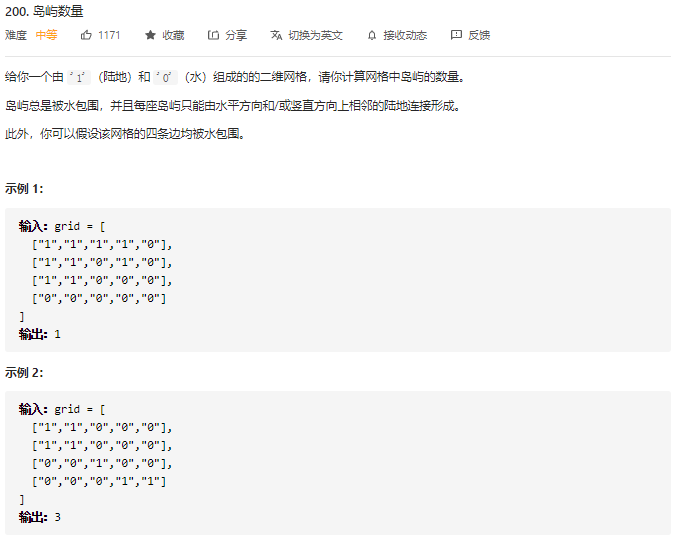 200. 岛屿数量
难度 中等 1171 收藏 分享 切换为英文 接收动态 反馈
给你一个由 '1' （陆地）和 '0' （水）组成的的二维网格，请你计算网格中岛屿的数量。
岛屿总是被水包围，并且每座岛屿只能由水平方向和/或竖直方向上相邻的陆地连接形成。
此外，你可以假设该网格的四条边均被水包围。
示例 1：
输入：grid = [
["1","1","1","1","0"],
["1","1","0","1","0"],
["1","1","0","0","0"],
["0","0","0","0","0"]
]
输出：1
示例 2：
输入：grid = [
["1","1","0","0","0"],
["1","1","0","0","0"],
["0","0","1","0","0"],
["0","0","0","1","1"]
]
输出：3